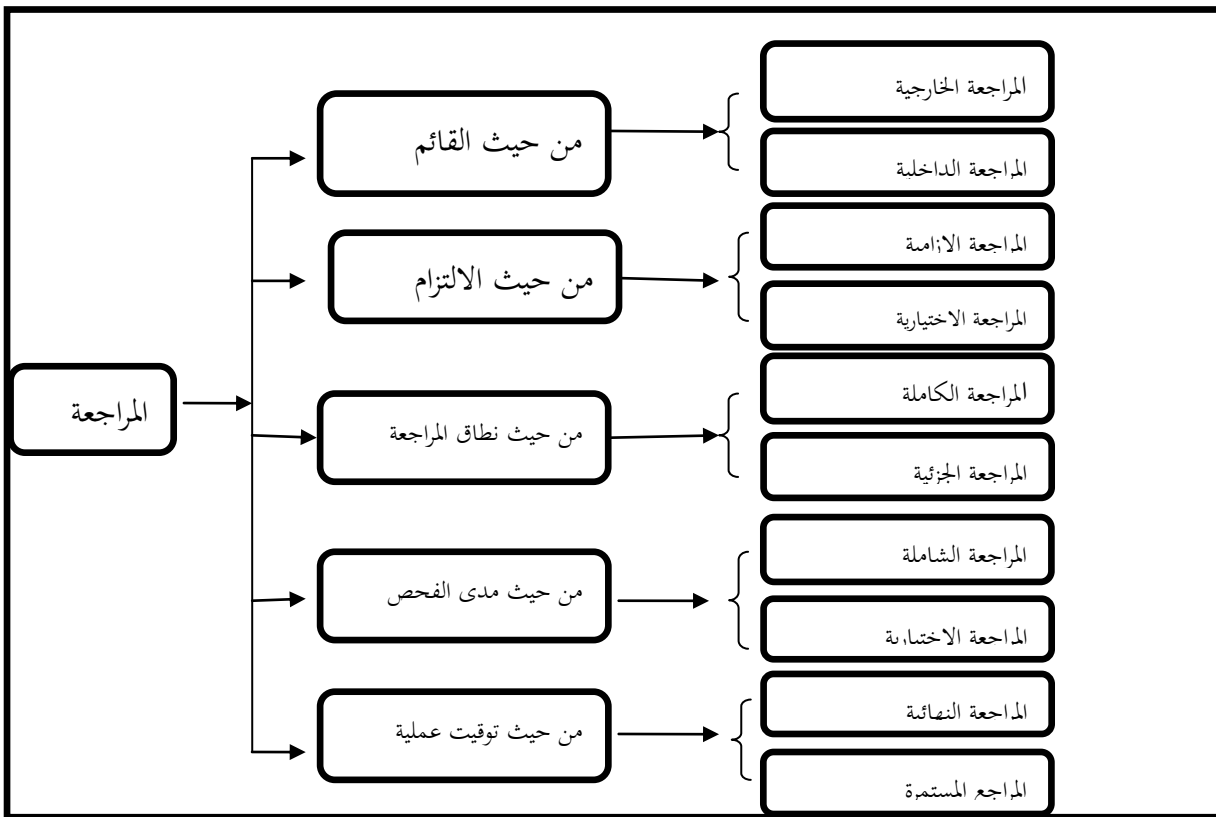 المراجعة
من حيث القائم
المراجعة الخارجية
المراجعة الداخلية
من حيث الالتزام
المراجعة الازامية
المراجعة الاختيارية
من حيث نطاق المراجعة
المراجعة الكاملة
المراجعة الجزئية
من حيث مدى الفحص
المراجعة الشاملة
المراجعة الاختبارية
من حيث توقيت عملية
المراجعة النهائية
المراجع المستمرة